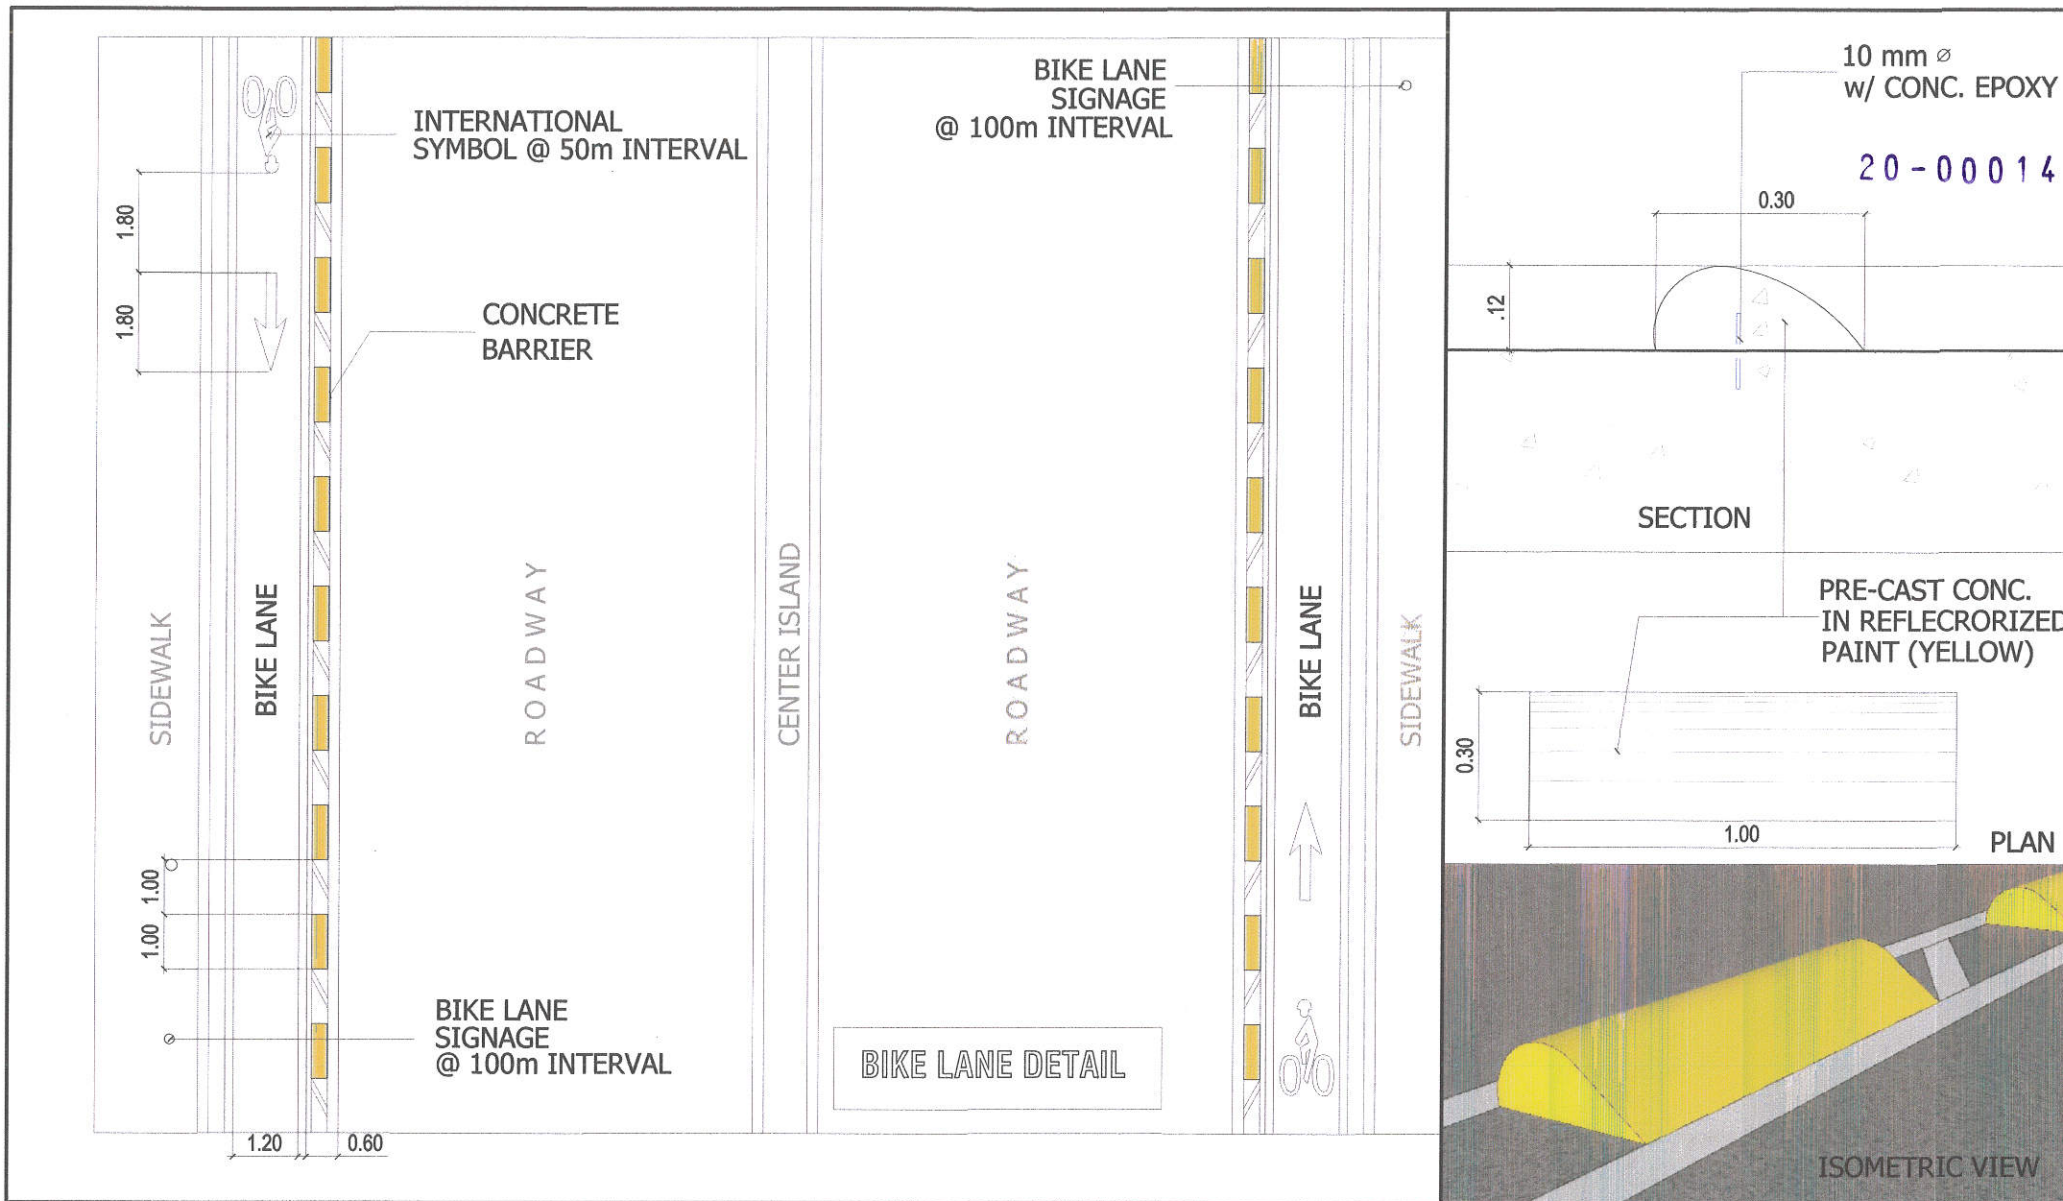 INTERNATIONAL
SYMBOL @ 50m INTERVAL
BIKE LANE
SIGNAGE
@ 100m INTERVAL
1.80
1.80
CONCRETE
BARRIER
SIDEWALK
BIKE LANE
ROADWAY
CENTER ISLAND
ROADWAY
BIKE LANE
SIDEWALK
1.00
1.00
BIKE LANE
SIGNAGE
@ 100m INTERVAL
BIKE LANE DETAIL
1.20
0.60
10 mm ⌀
w/ CONC. EPOXY
20-00014
0.30
.12
SECTION
PRE-CAST CONC.
IN REFLECRORIZED
PAINT (YELLOW)
0.30
1.00
PLAN
ISOMETRIC VIEW